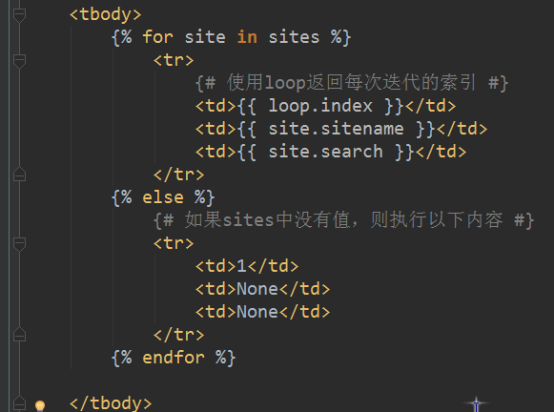 <tbody>
{% for site in sites %}
<tr>
{# 使用loop返回每次迭代的索引 #}
<td>{{ loop.index }}</td>
<td>{{ site.sitename }}</td>
<td>{{ site.search }}</td>
</tr>
{% else %}
{# 如果sites中没有值，则执行以下内容 #}
<tr>
<td>1</td>
<td>None</td>
<td>None</td>
</tr>
{% endfor %}
</tbody>